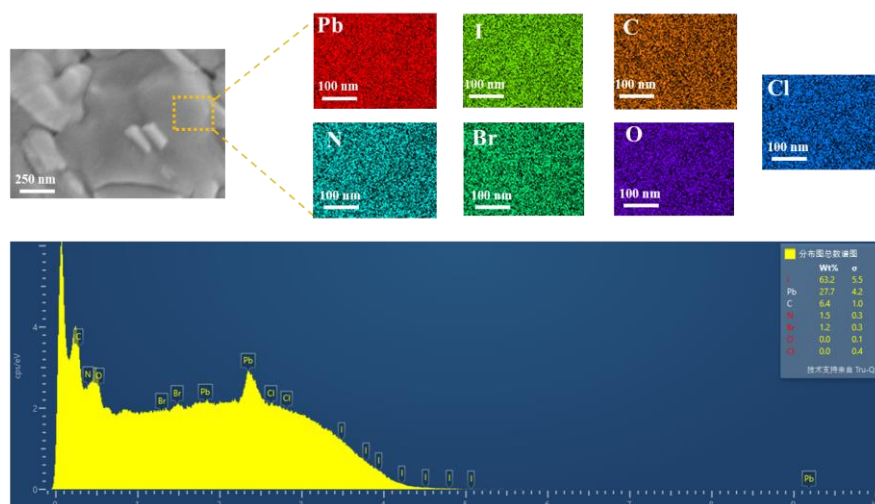 Pb
100 nm
I
100 nm
C
100 nm
Cl
100 nm
250 nm
N
100 nm
Br
100 nm
O
100 nm
分布图总数谱图
Wt% σ
I 63.2 5.5
Pb 27.7 4.2
C 6.4 1.0
N 1.5 0.3
Br 1.2 0.3
O 0.0 0.1
Cl 0.0 0.4
技术支持来自 Tru-Q
cps/eV
4
2
0
C
N
O
Br
Br
Pb
Pb
Cl
Cl
I
I
I
I
I
I
I
Pb
0